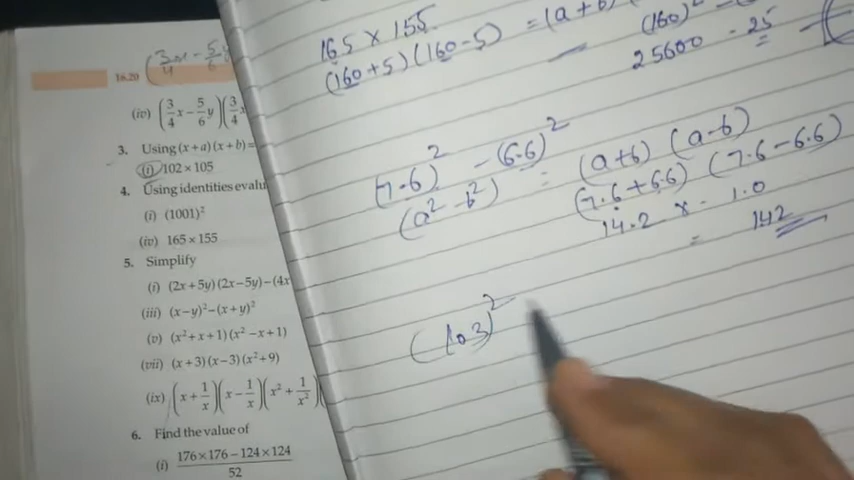 16.20
(3/4 x - 5/6 y
(iv) (3/4 x − 5/6 y)(3/4 x
3. Using (x + a) (x + b) =
(i) 102 × 105
4. Using identities evalu
(i) (1001)²
(iv) 165 × 155
5. Simplify
(i) (2x + 5y)(2x − 5y) − (4x
(iii) (x − y)² − (x + y)²
(v) (x² + x + 1)(x² − x + 1)
(vii) (x + 3)(x − 3)(x² + 9)
(ix) (x + 1/x)(x − 1/x)(x² + 1/x²)(
6. Find the value of
(i) (176 × 176 − 124 × 124)/52
165 × 155 = (a + b)
(160+5) (160-5)
(160)² -
25600 - 25
(7.6)² - (6.6)²
(a² - b²) = (a+b) (a-b)
(7.6 + 6.6) (7.6 - 6.6)
14.2 × 1.0
= 142
(103)²